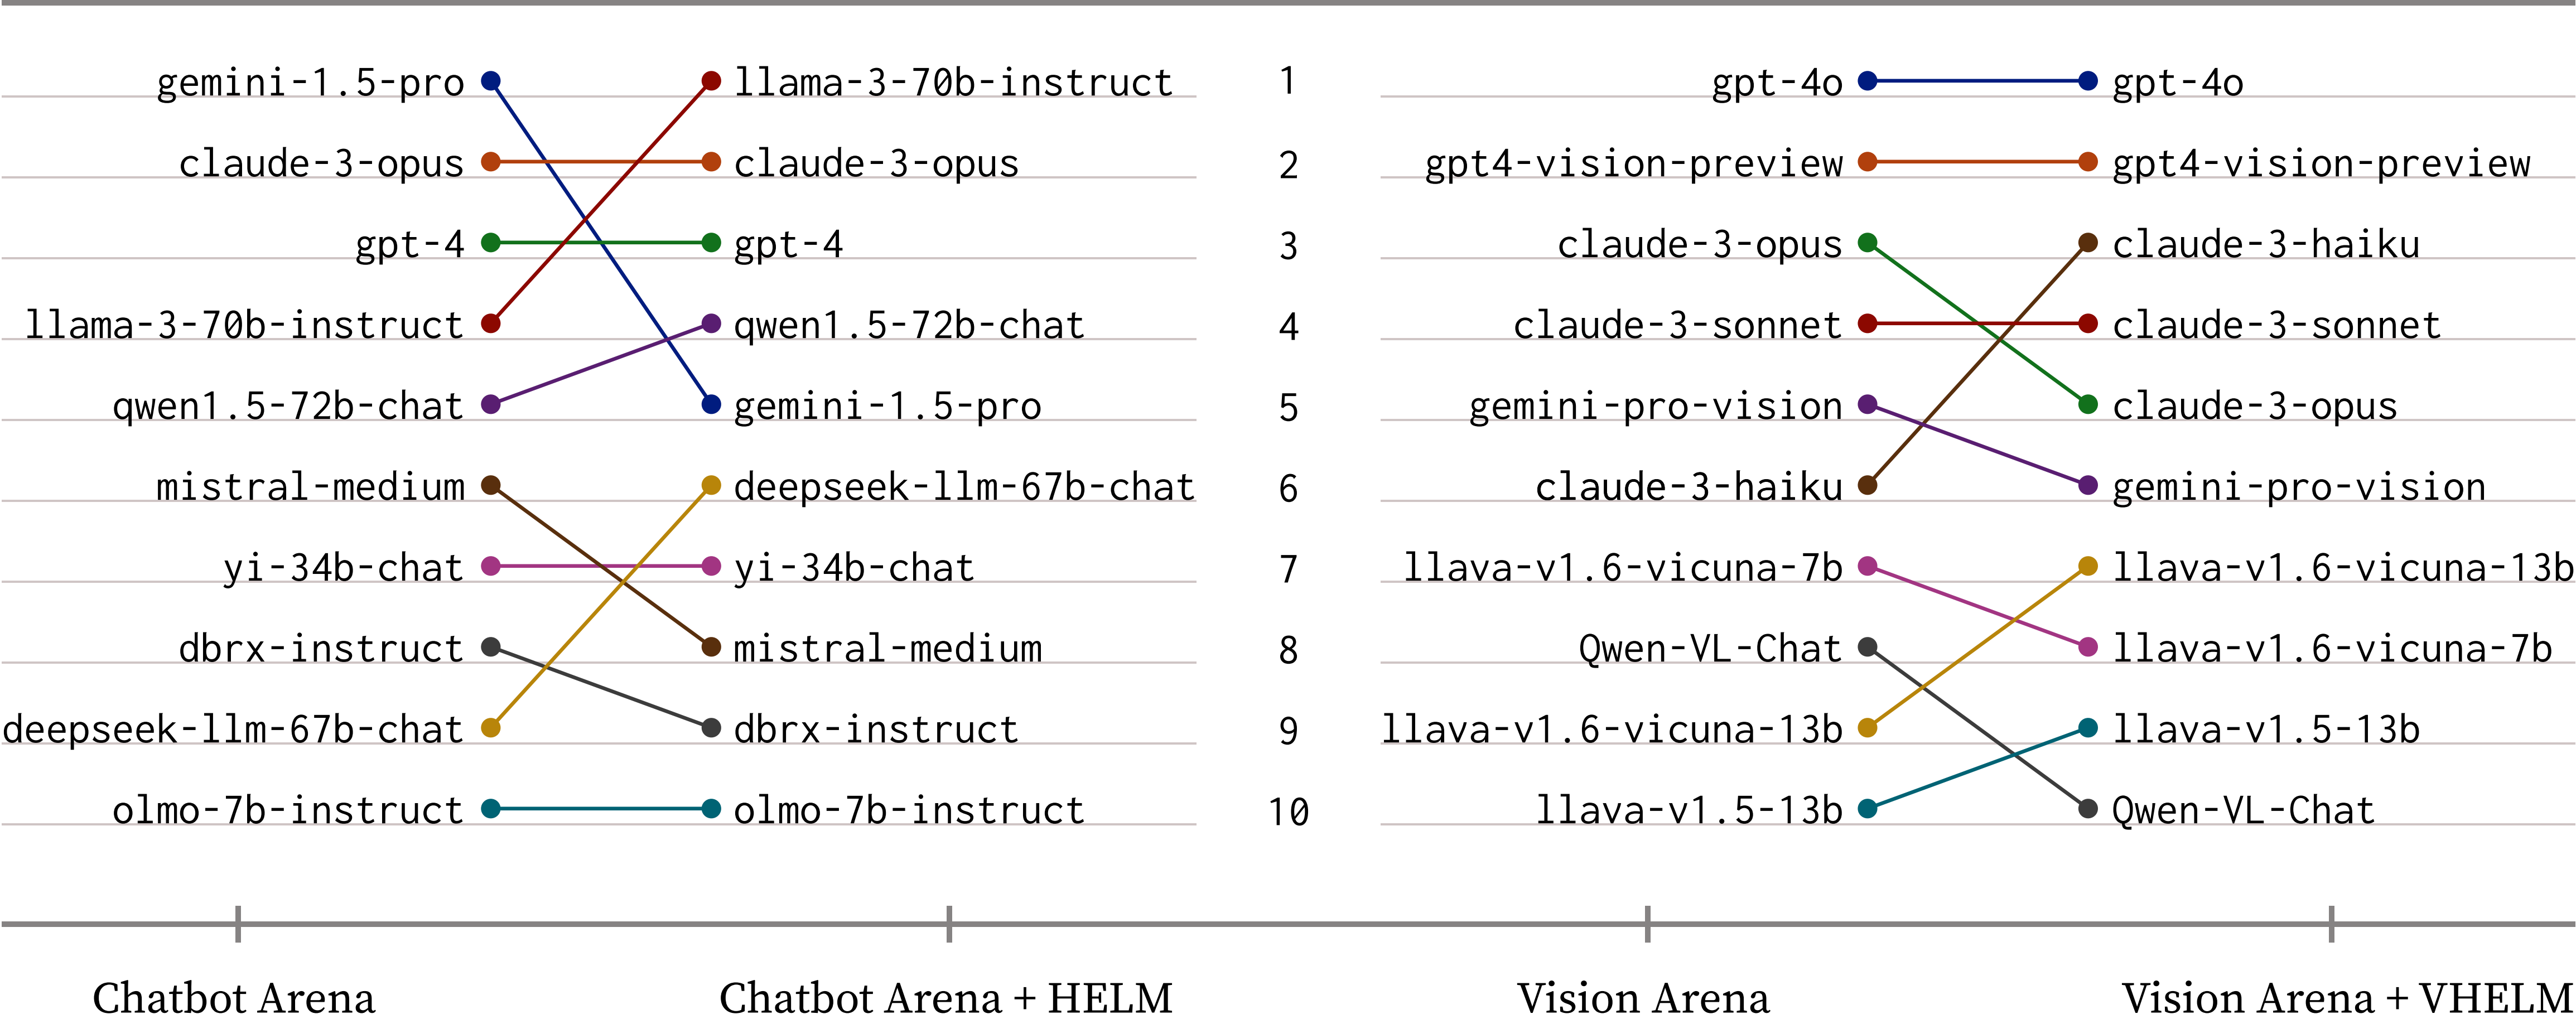 gemini-1.5-pro llama-3-70b-instruct 1 gpt-4o gpt-4o
claude-3-opus claude-3-opus 2 gpt4-vision-preview gpt4-vision-preview
gpt-4 gpt-4 3 claude-3-opus claude-3-haiku
llama-3-70b-instruct qwen1.5-72b-chat 4 claude-3-sonnet claude-3-sonnet
qwen1.5-72b-chat gemini-1.5-pro 5 gemini-pro-vision claude-3-opus
mistral-medium deepseek-llm-67b-chat 6 claude-3-haiku gemini-pro-vision
yi-34b-chat yi-34b-chat 7 llava-v1.6-vicuna-7b llava-v1.6-vicuna-13b
dbrx-instruct mistral-medium 8 Qwen-VL-Chat llava-v1.6-vicuna-7b
deepseek-llm-67b-chat dbrx-instruct 9 llava-v1.6-vicuna-13b llava-v1.5-13b
olmo-7b-instruct olmo-7b-instruct 10 llava-v1.5-13b Qwen-VL-Chat
Chatbot Arena Chatbot Arena + HELM Vision Arena Vision Arena + VHELM